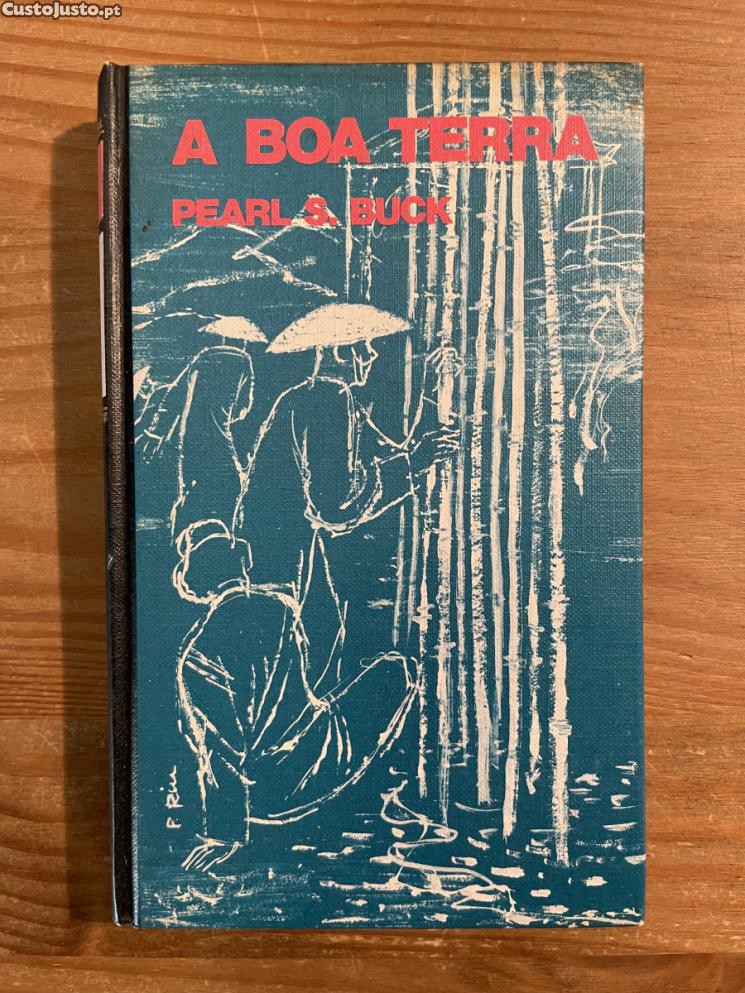 CustoJusto.pt
A BOA TERRA
PEARL S. BUCK